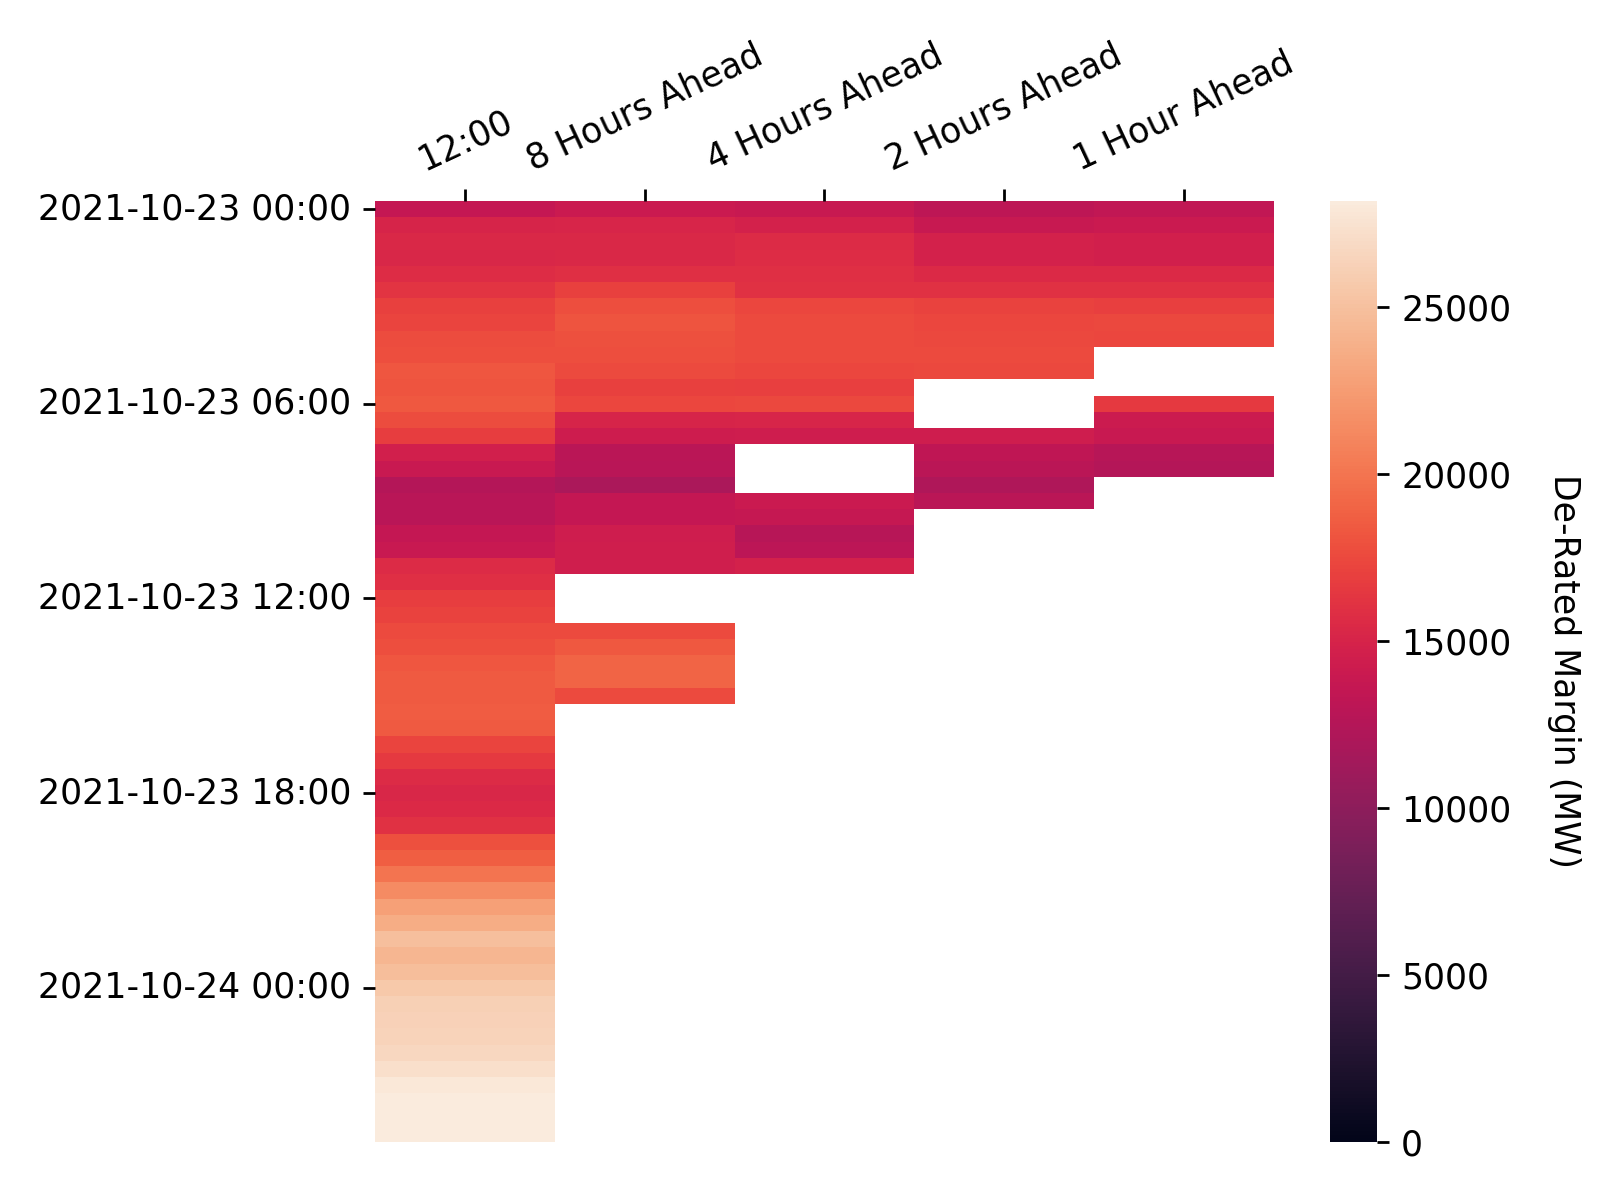 12:00
8 Hours Ahead
4 Hours Ahead
2 Hours Ahead
1 Hour Ahead
2021-10-23 00:00
2021-10-23 06:00
2021-10-23 12:00
2021-10-23 18:00
2021-10-24 00:00
25000
20000
15000
10000
5000
0
De-Rated Margin (MW)